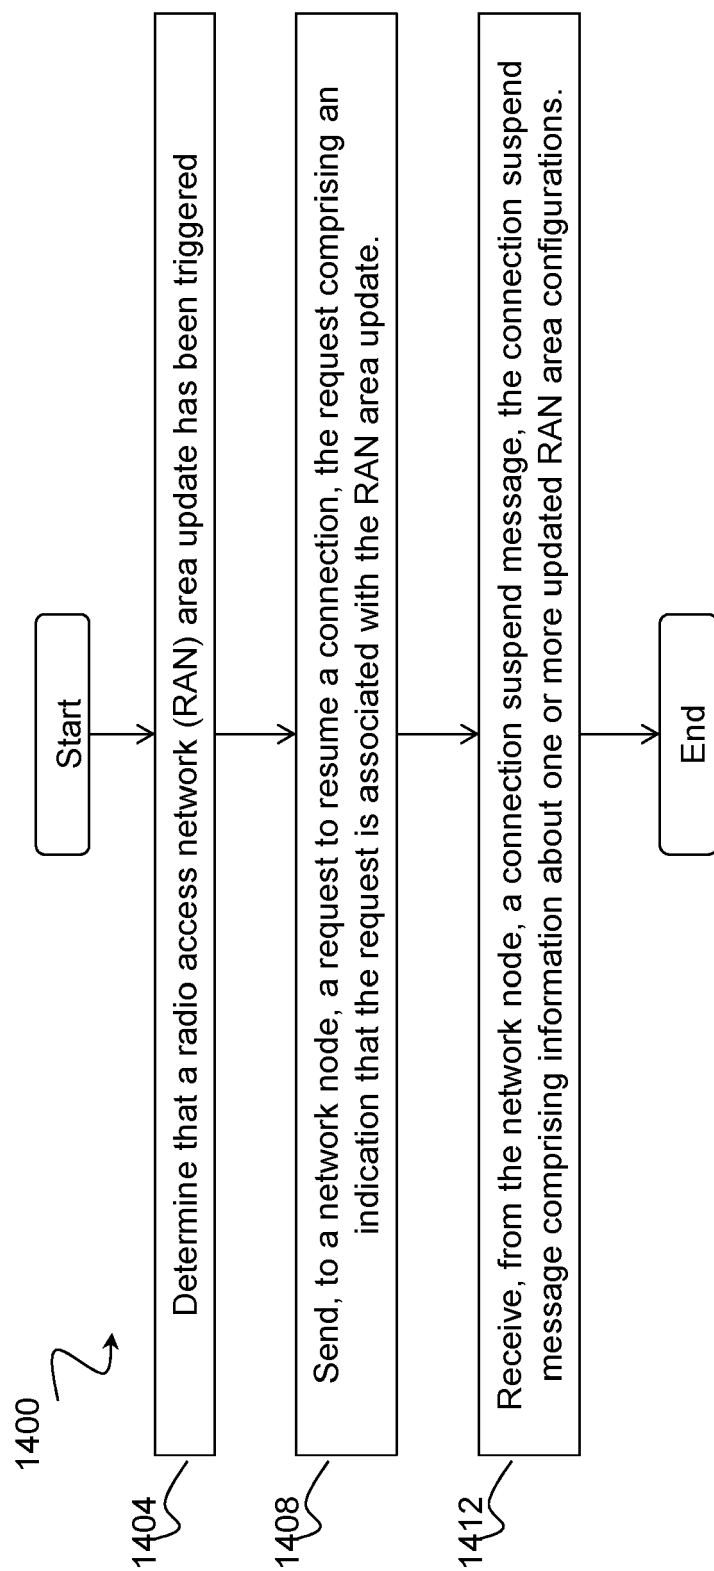 1400
Start
1404
Determine that a radio access network (RAN) area update has been triggered
1408
Send, to a network node, a request to resume a connection, the request comprising an
indication that the request is associated with the RAN area update.
1412
Receive, from the network node, a connection suspend message, the connection suspend
message comprising information about one or more updated RAN area configurations.
End